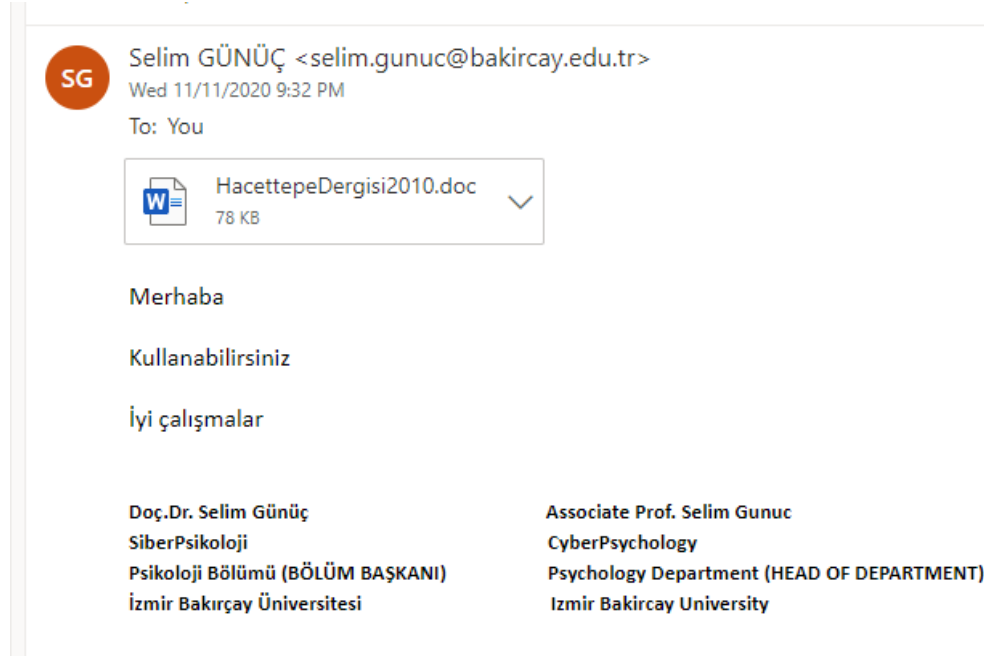 SG
Selim GÜNÜÇ <selim.gunuc@bakircay.edu.tr>
Wed 11/11/2020 9:32 PM
To: You
HacettepeDergisi2010.doc
78 KB
Merhaba
Kullanabilirsiniz
İyi çalışmalar
Doç.Dr. Selim Günüç Associate Prof. Selim Gunuc
SiberPsikoloji CyberPsychology
Psikoloji Bölümü (BÖLÜM BAŞKANI) Psychology Department (HEAD OF DEPARTMENT)
İzmir Bakırçay Üniversitesi Izmir Bakircay University